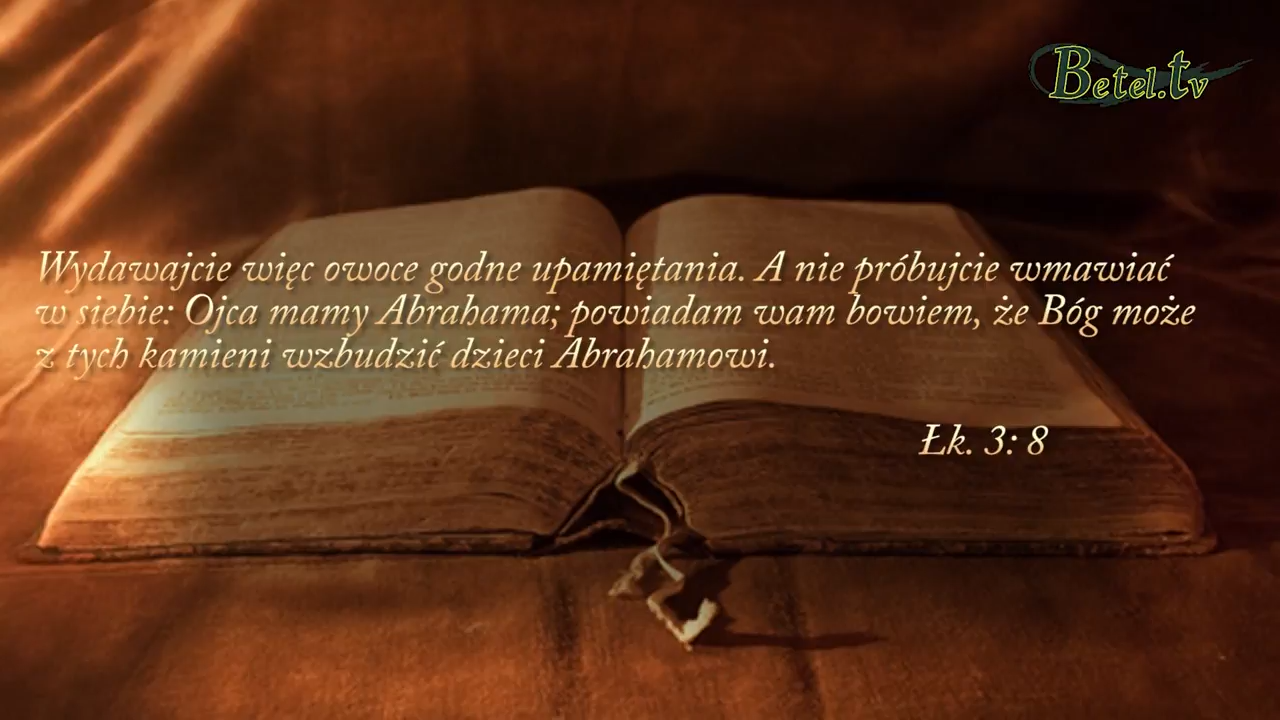 Betel.tv
Wydawajcie więc owoce godne upamiętania. A nie próbujcie wmawiać
w siebie: Ojca mamy Abrahama; powiadam wam bowiem, że Bóg może
z tych kamieni wzbudzić dzieci Abrahamowi.
Łk. 3: 8